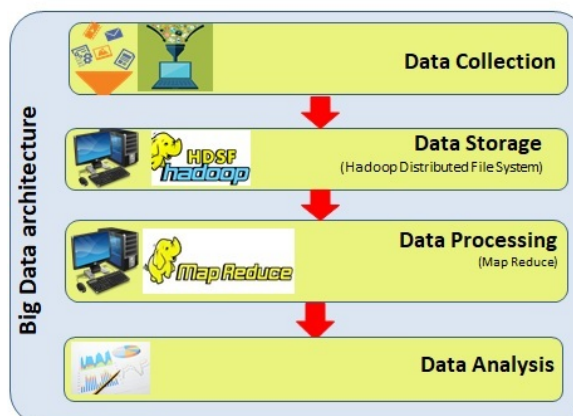 Big Data architecture
Data Collection
HDSF
hadoop
Data Storage
(Hadoop Distributed File System)
Map Reduce
Data Processing
(Map Reduce)
Data Analysis